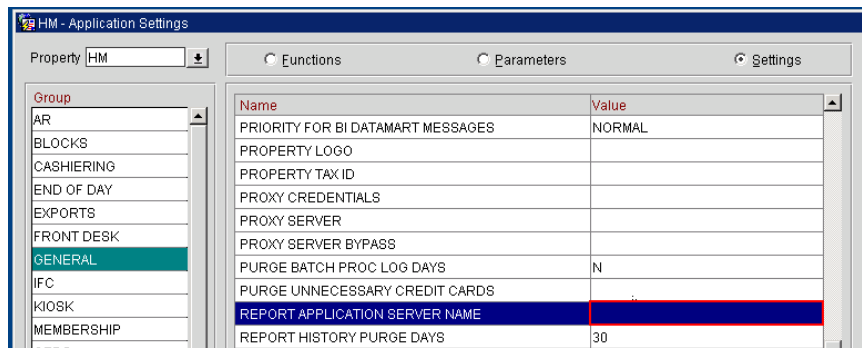 HM - Application Settings
Property HM
Functions Parameters Settings
Group
AR
BLOCKS
CASHIERING
END OF DAY
EXPORTS
FRONT DESK
GENERAL
IFC
KIOSK
MEMBERSHIP
Name Value
PRIORITY FOR BI DATAMART MESSAGES NORMAL
PROPERTY LOGO
PROPERTY TAX ID
PROXY CREDENTIALS
PROXY SERVER
PROXY SERVER BYPASS
PURGE BATCH PROC LOG DAYS N
PURGE UNNECESSARY CREDIT CARDS
REPORT APPLICATION SERVER NAME
REPORT HISTORY PURGE DAYS 30